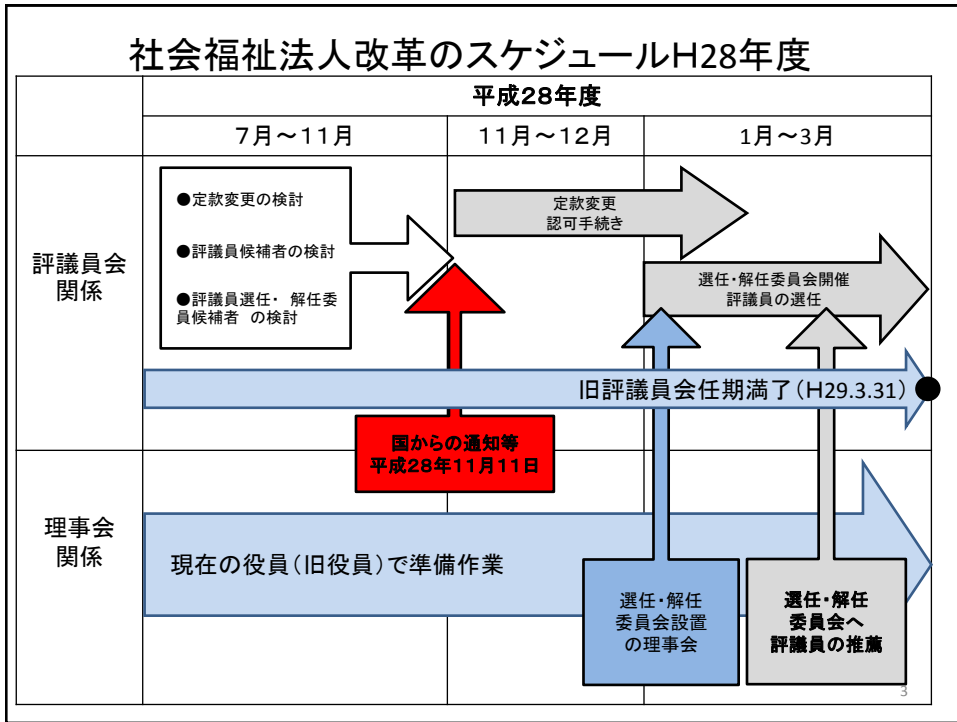 社会福祉法人改革のスケジュールH28年度
平成28年度
7月～11月
11月～12月
1月～3月
評議員会
関係
●定款変更の検討
●評議員候補者の検討
●評議員選任・ 解任委
員候補者 の検討
定款変更
認可手続き
選任・解任委員会開催
評議員の選任
旧評議員会任期満了(H29.3.31)
国からの通知等
平成28年11月11日
理事会
関係
現在の役員(旧役員)で準備作業
選任・解任
委員会設置
の理事会
選任・解任
委員会へ
評議員の推薦
3